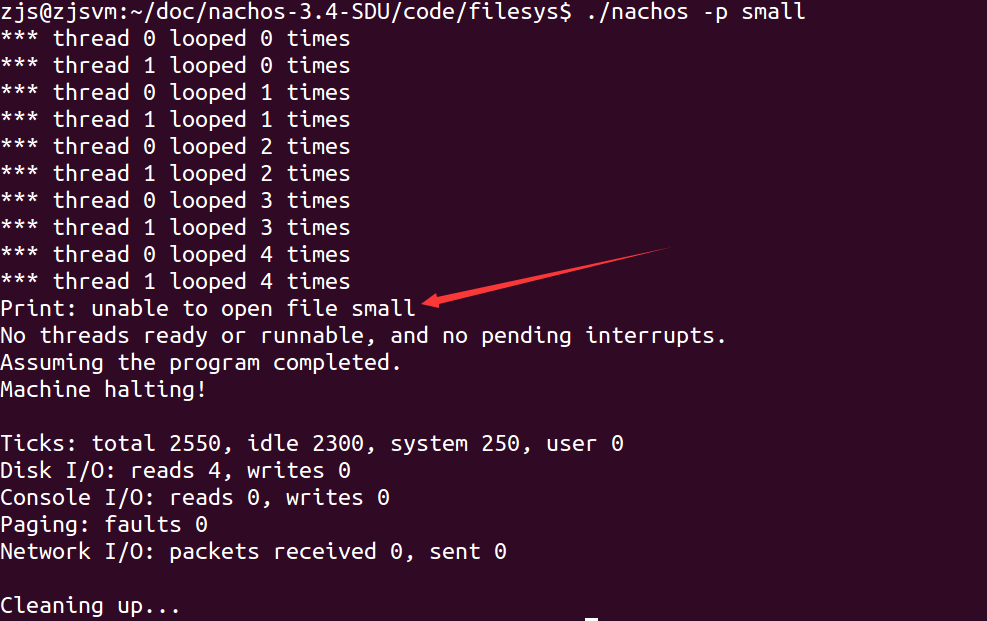 zjs@zjsvm:~/doc/nachos-3.4-SDU/code/filesys$ ./nachos -p small
*** thread 0 looped 0 times
*** thread 1 looped 0 times
*** thread 0 looped 1 times
*** thread 1 looped 1 times
*** thread 0 looped 2 times
*** thread 1 looped 2 times
*** thread 0 looped 3 times
*** thread 1 looped 3 times
*** thread 0 looped 4 times
*** thread 1 looped 4 times
Print: unable to open file small
No threads ready or runnable, and no pending interrupts.
Assuming the program completed.
Machine halting!

Ticks: total 2550, idle 2300, system 250, user 0
Disk I/O: reads 4, writes 0
Console I/O: reads 0, writes 0
Paging: faults 0
Network I/O: packets received 0, sent 0

Cleaning up...